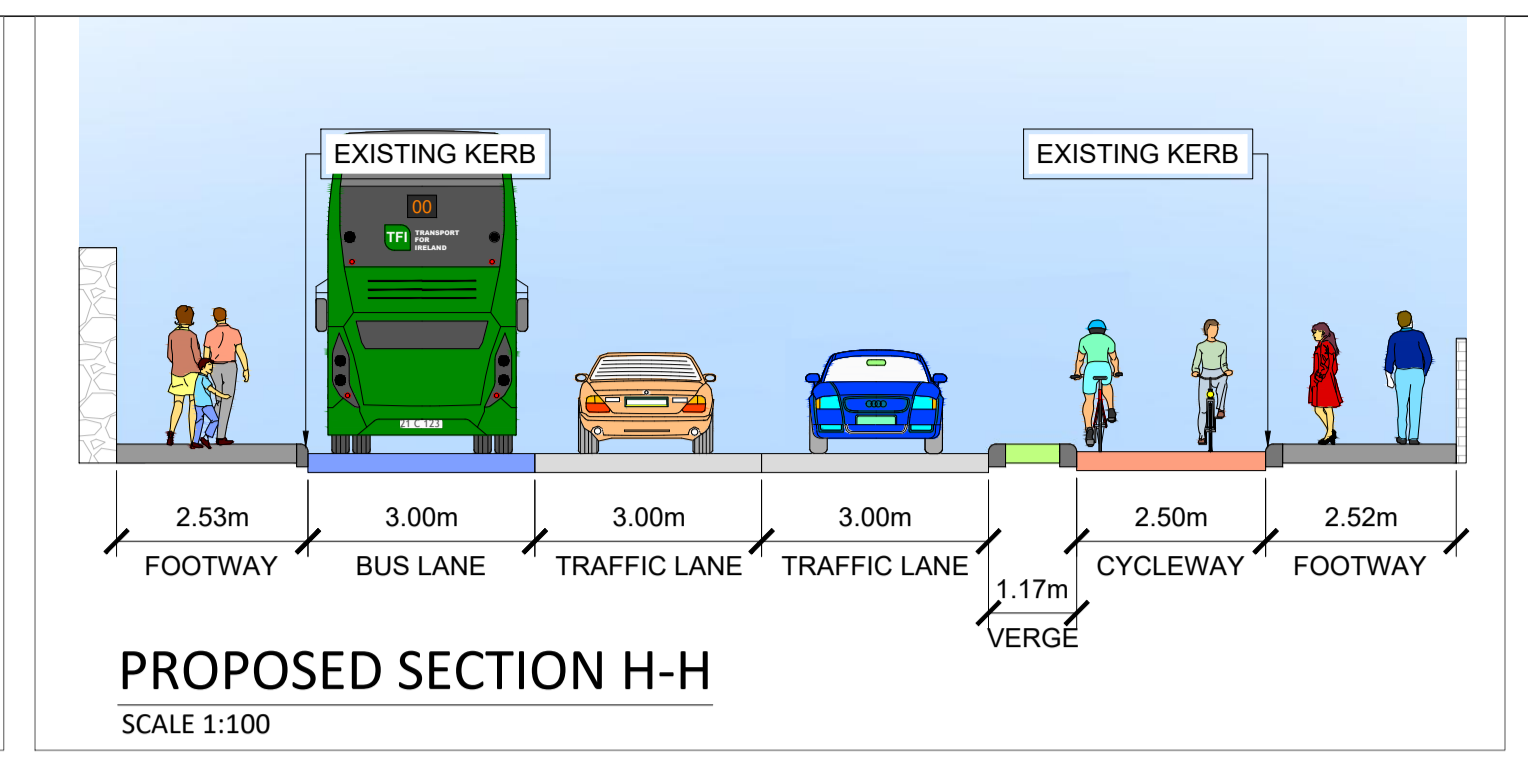 EXISTING KERB
EXISTING KERB
00
TFI
TRANSPORT
FOR
IRELAND
21 C 123
2.53m
3.00m
3.00m
3.00m
2.50m
2.52m
FOOTWAY
BUS LANE
TRAFFIC LANE
TRAFFIC LANE
CYCLEWAY
FOOTWAY
1.17m
VERGE
PROPOSED SECTION H-H
SCALE 1:100